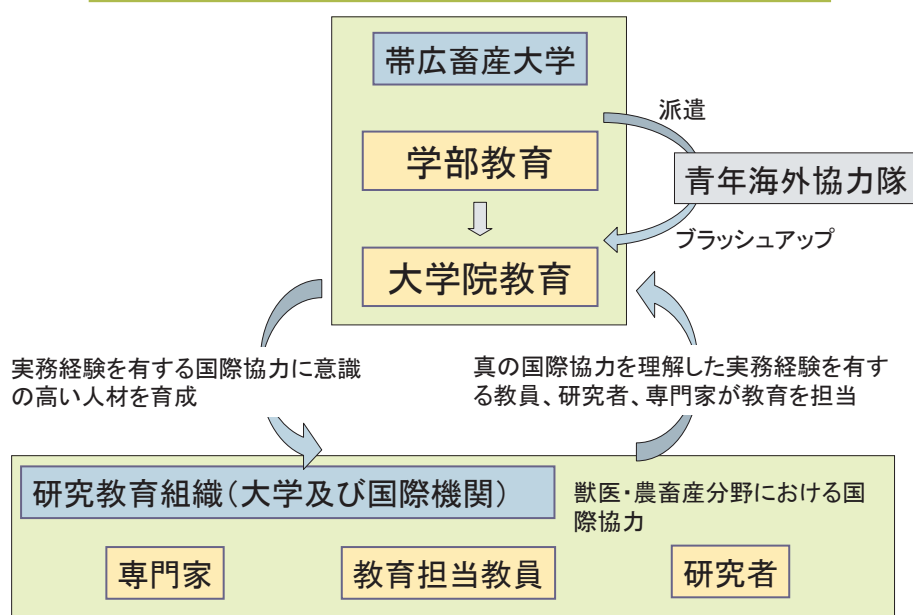 帯広畜産大学
派遣
学部教育
青年海外協力隊
ブラッシュアップ
大学院教育
実務経験を有する国際協力に意識
の高い人材を育成
真の国際協力を理解した実務経験を有す
る教員、研究者、専門家が教育を担当
研究教育組織(大学及び国際機関)
獣医・農畜産分野における国
際協力
専門家
教育担当教員
研究者